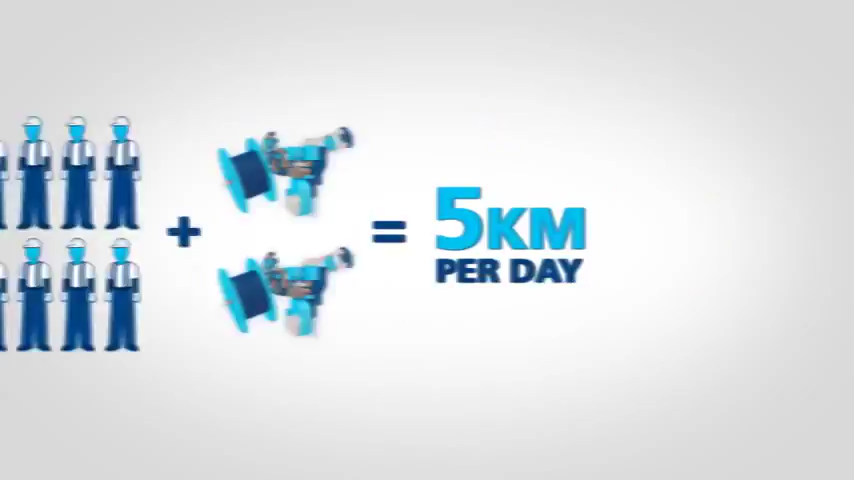 +
=
5KM
PER DAY